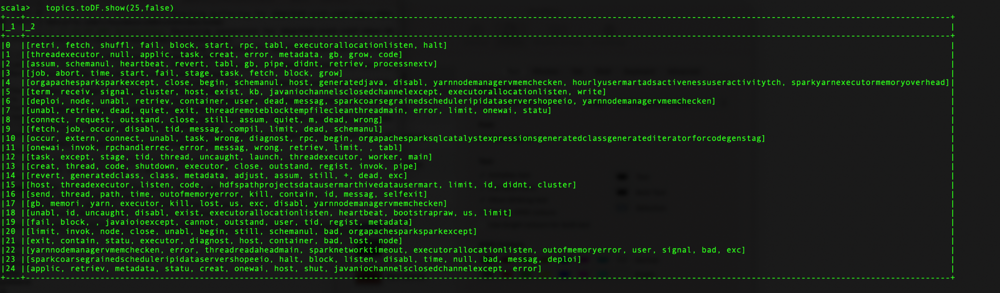 scala>   topics.toDF.show(25,false)
+---+------------------------------------------------------------------------------------------------------------------------------------------------------------------------------------------+
|_1 |_2                                                                                                                                                                                        |
+---+------------------------------------------------------------------------------------------------------------------------------------------------------------------------------------------+
|0  |[retri, fetch, shuffl, fail, block, start, rpc, tabl, executorallocationlisten, halt]                                                                                                     |
|1  |[threadexecutor, null, applic, task, creat, error, metadata, gb, grow, code]                                                                                                              |
|2  |[assum, schemanul, heartbeat, revert, tabl, gb, pipe, didnt, retriev, processnextv]                                                                                                       |
|3  |[job, abort, time, start, fail, stage, task, fetch, block, grow]                                                                                                                          |
|4  |[orgapachesparksparkexcept, close, begin, schemanul, host, generatedjava, disabl, yarnnodemanagervmemchecken, hourlyusermartadsactivenessuseractivitytch, sparkyarnexecutormemoryoverhead]|
|5  |[term, receiv, signal, cluster, host, exist, kb, javaniochannelsclosedchannelexcept, executorallocationlisten, write]                                                                     |
|6  |[deploi, node, unabl, retriev, container, user, dead, messag, sparkcoarsegrainedscheduleripidataservershopeeio, yarnnodemanagervmemchecken]                                               |
|7  |[unabl, retriev, dead, quiet, exit, threadremoteblocktempfilecleanthreadmain, error, limit, onewai, statu]                                                                                |
|8  |[connect, request, outstand, close, still, assum, quiet, m, dead, wrong]                                                                                                                  |
|9  |[fetch, job, occur, disabl, tid, messag, compil, limit, dead, schemanul]                                                                                                                  |
|10 |[occur, extern, connect, unabl, task, wrong, diagnost, rpc, begin, orgapachesparksqlcatalystexpressionsgeneratedclassgeneratediteratorforcodegenstag]                                     |
|11 |[onewai, invok, rpchandlerrec, error, messag, wrong, retriev, limit, , tabl]                                                                                                              |
|12 |[task, except, stage, tid, thread, uncaught, launch, threadexecutor, worker, main]                                                                                                        |
|13 |[creat, thread, code, shutdown, executor, close, outstand, regist, invok, pipe]                                                                                                           |
|14 |[revert, generatedclass, class, metadata, adjust, assum, still, +, dead, exc]                                                                                                             |
|15 |[host, threadexecutor, listen, code, , hdfspathprojectsdatausermarthivedatausermart, limit, id, didnt, cluster]                                                                           |
|16 |[send, thread, path, time, outofmemoryerror, kill, contain, id, messag, selfexit]                                                                                                         |
|17 |[gb, memori, yarn, executor, kill, lost, us, exc, disabl, yarnnodemanagervmemchecken]                                                                                                     |
|18 |[unabl, id, uncaught, disabl, exist, executorallocationlisten, heartbeat, bootstrapraw, us, limit]                                                                                        |
|19 |[fail, block, , javaioioexcept, cannot, outstand, user, tid, regist, metadata]                                                                                                            |
|20 |[limit, invok, node, close, unabl, begin, still, schemanul, bad, orgapachesparksparkexcept]                                                                                               |
|21 |[exit, contain, statu, executor, diagnost, host, container, bad, lost, node]                                                                                                              |
|22 |[yarnnodemanagervmemchecken, error, threadreadaheadmain, sparknetworktimeout, executorallocationlisten, outofmemoryerror, user, signal, bad, exc]                                         |
|23 |[sparkcoarsegrainedscheduleripidataservershopeeio, halt, block, listen, disabl, time, null, bad, messag, deploi]                                                                          |
|24 |[applic, retriev, metadata, statu, creat, onewai, host, shut, javaniochannelsclosedchannelexcept, error]                                                                                  |
+---+------------------------------------------------------------------------------------------------------------------------------------------------------------------------------------------+